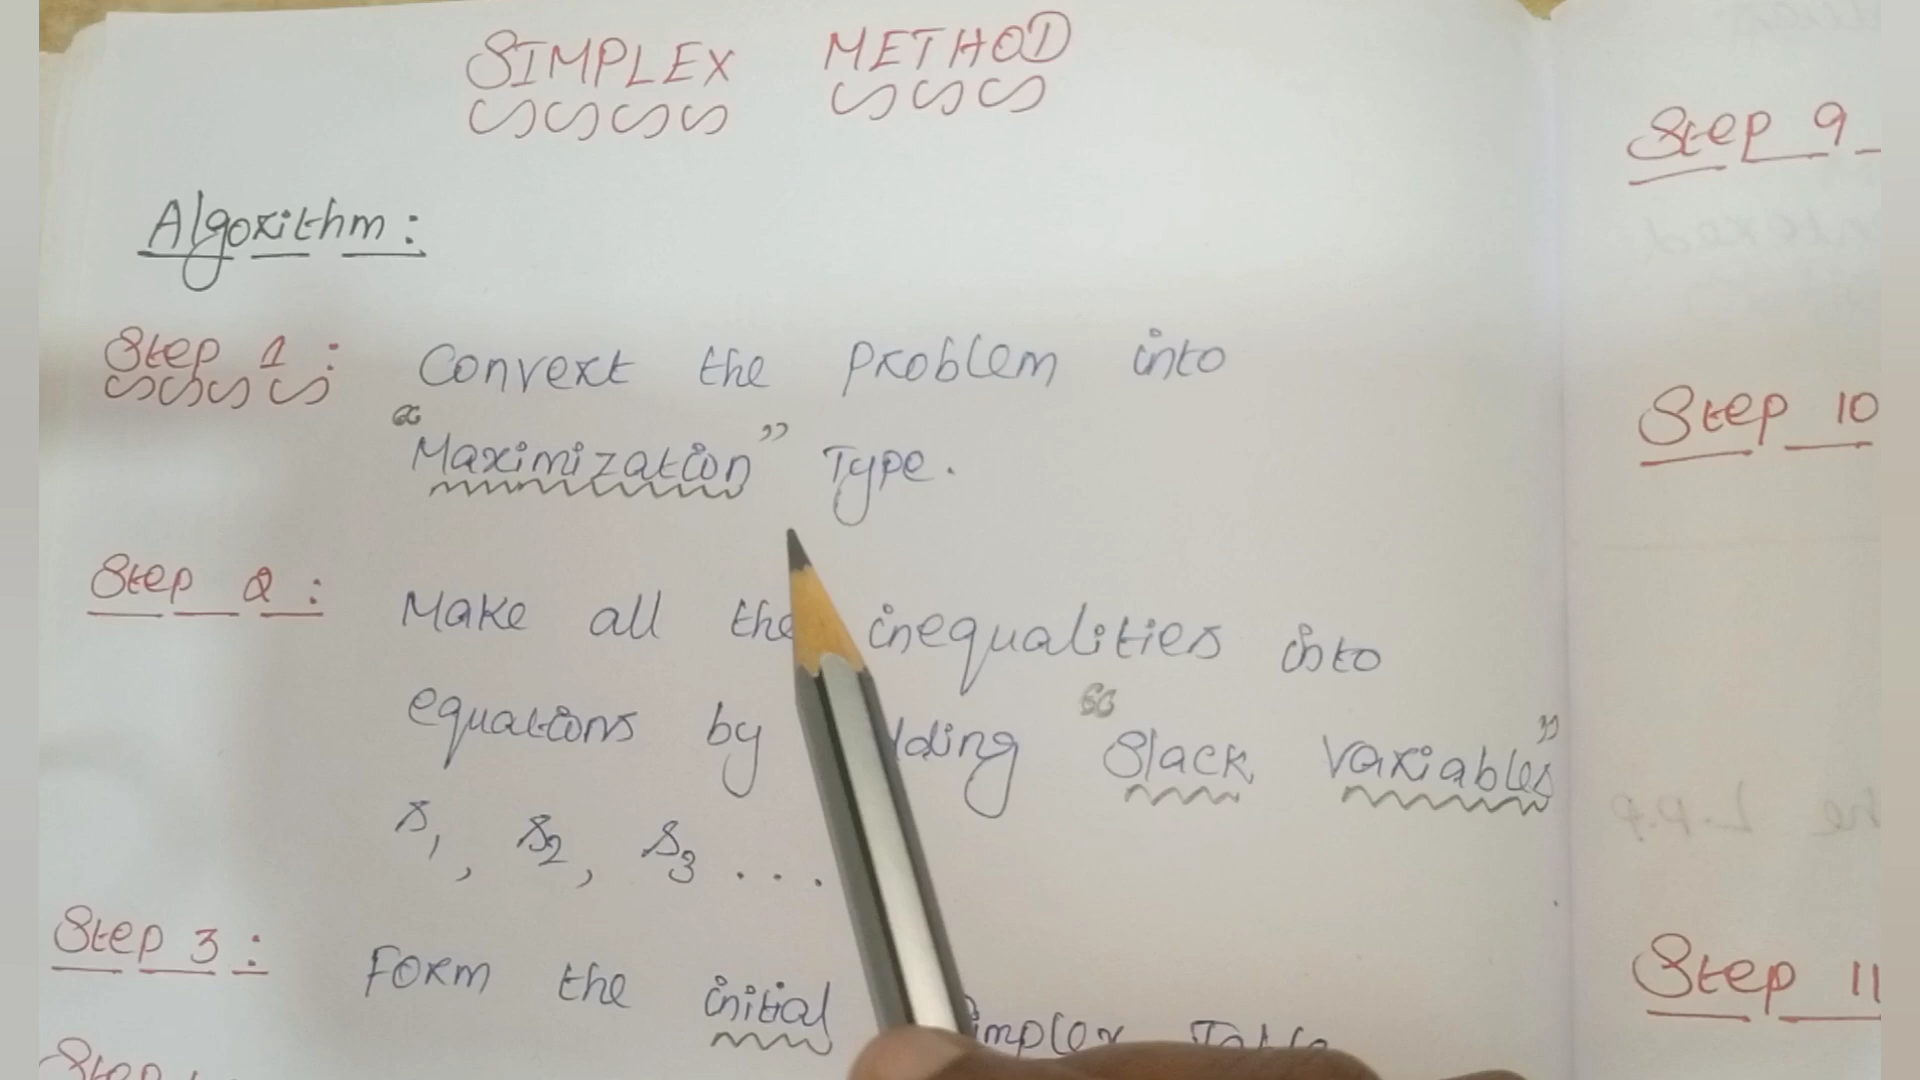 SIMPLEX METHOD
Algorithm:
Step 1: Convert the problem into
"Maximization" Type.
Step 2: Make all the inequalities into
equations by "Slack Variables"
s1, s2, s3 ...
Step 3: Form the initial
Step
Step 9
Step 10
Step 11